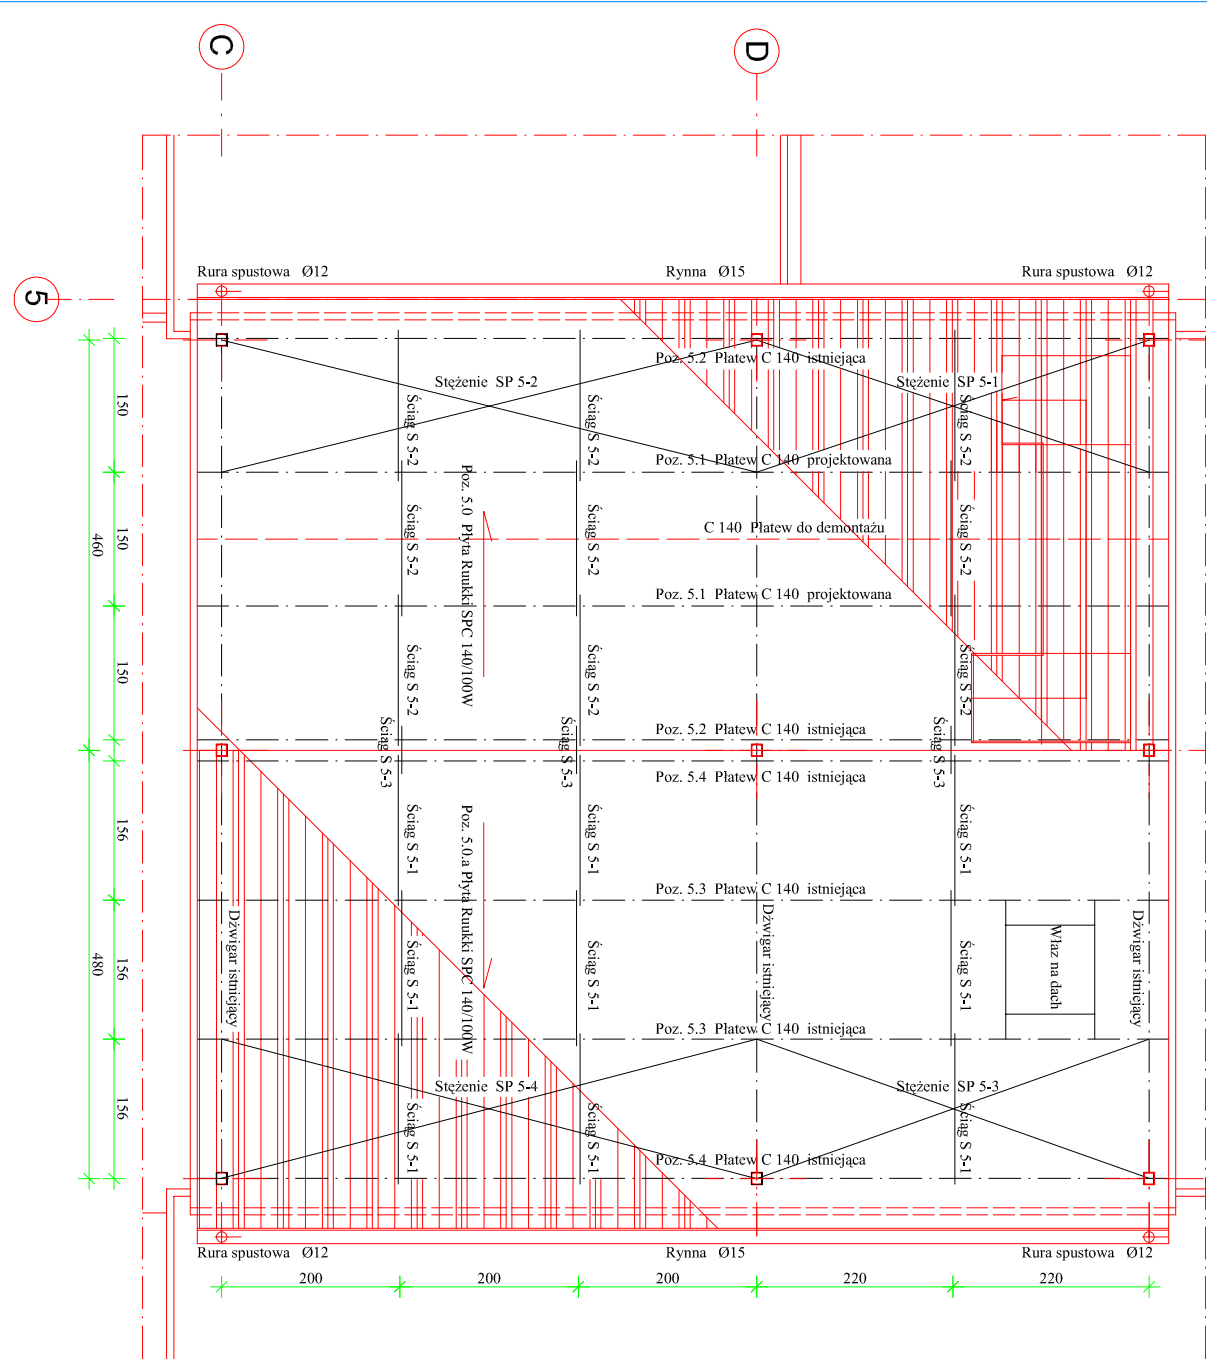 C
D
5
Rura spustowa Ø12
Rynna Ø15
Rura spustowa Ø12
Poz. 5.2 Płatew C 140 istniejąca
Stężenie SP 5-2
Stężenie SP 5-1
Ściąg S 5-2
Ściąg S 5-2
Ściąg S 5-2
150
Poz. 5.1 Płatew C 140 projektowana
Poz. 5.0 Płyta Ruukki SPC 140/100W
C 140 Płatew do demontażu
Ściąg S 5-2
Ściąg S 5-2
Ściąg S 5-2
150
460
Poz. 5.1 Płatew C 140 projektowana
Ściąg S 5-2
Ściąg S 5-2
Ściąg S 5-2
150
Poz. 5.2 Płatew C 140 istniejąca
Ściąg S 5-3
Ściąg S 5-3
Ściąg S 5-3
Poz. 5.4 Płatew C 140 istniejąca
Ściąg S 5-1
Ściąg S 5-1
Ściąg S 5-1
156
Poz. 5.0.a Płyta Ruukki SPC 140/100W
Poz. 5.3 Płatew C 140 istniejąca
Dźwigar istniejący
Dźwigar istniejący
Dźwigar istniejący
Właz na dach
Ściąg S 5-1
Ściąg S 5-1
Ściąg S 5-1
156
480
Poz. 5.3 Płatew C 140 istniejąca
Stężenie SP 5-4
Stężenie SP 5-3
Ściąg S 5-1
Ściąg S 5-1
Ściąg S 5-1
156
Poz. 5.4 Płatew C 140 istniejąca
Rura spustowa Ø12
Rynna Ø15
Rura spustowa Ø12
200
200
200
220
220